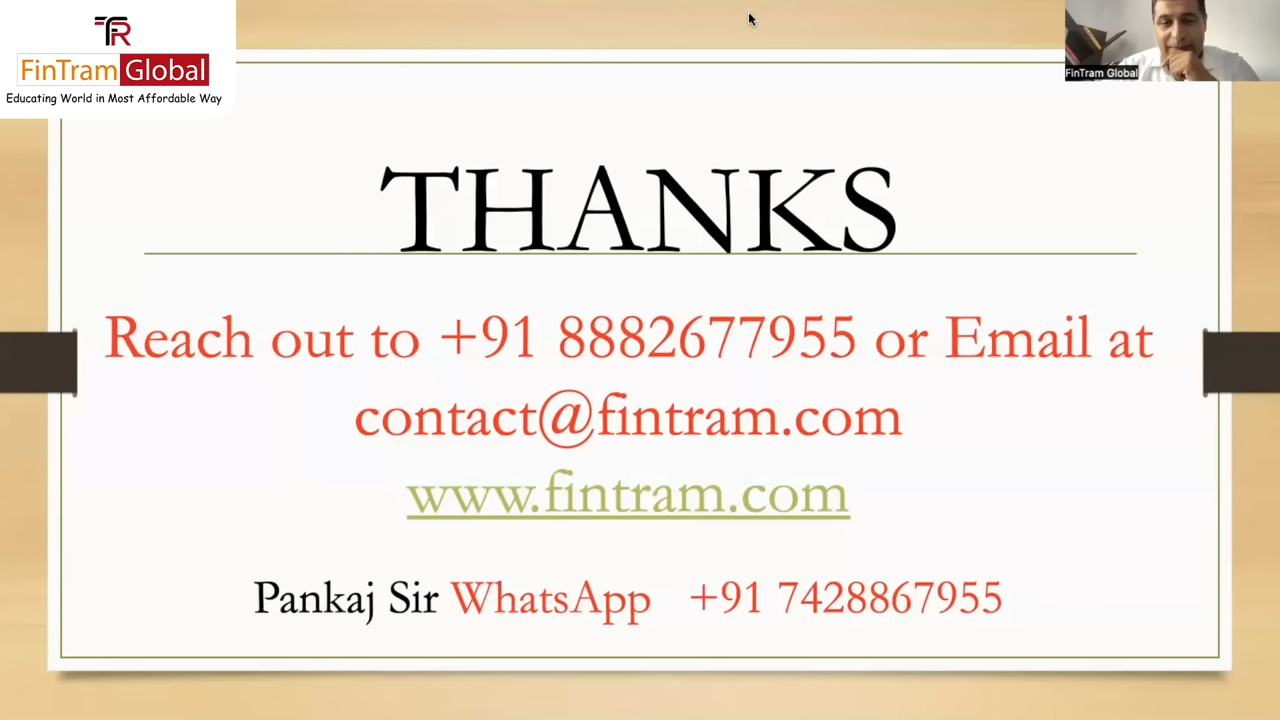 TR
FinTram Global
Educating World in Most Affordable Way
FinTram Global
THANKS
Reach out to +91 8882677955 or Email at
contact@fintram.com
www.fintram.com
Pankaj Sir WhatsApp +91 7428867955